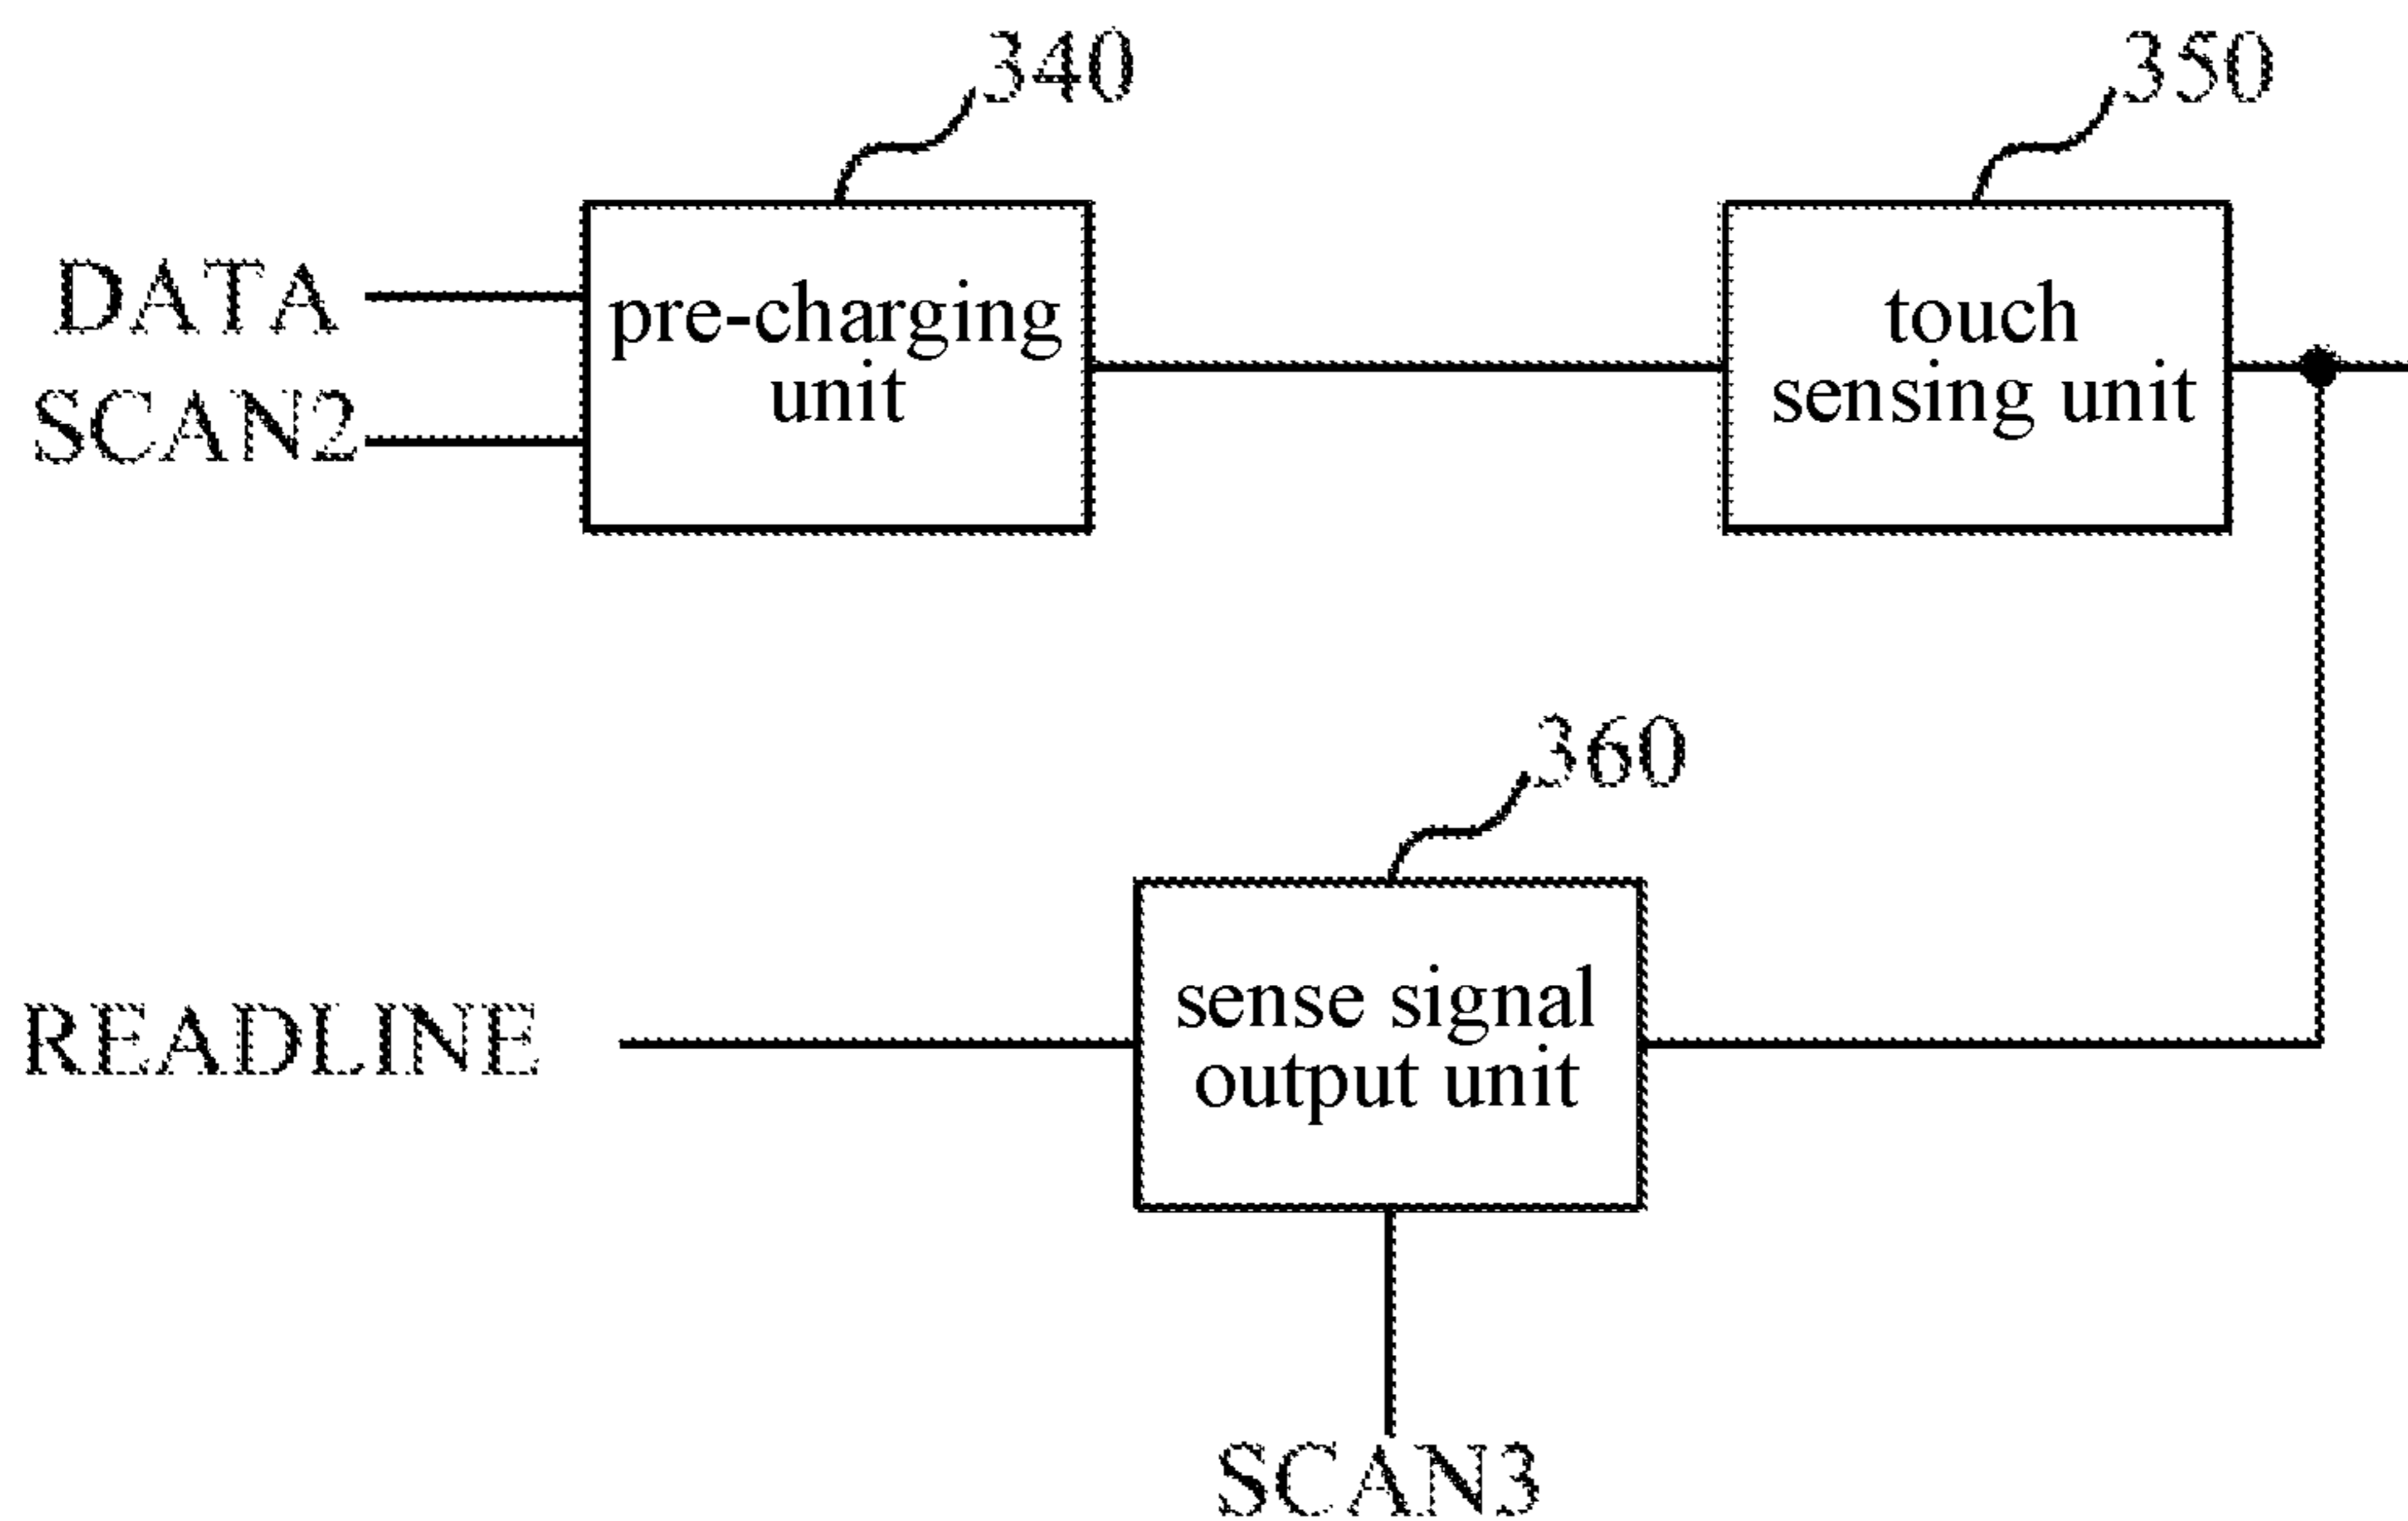 340
350
DATA
pre-charging
unit
touch
sensing unit
SCAN2
360
READLINE
sense signal
output unit
SCAN3